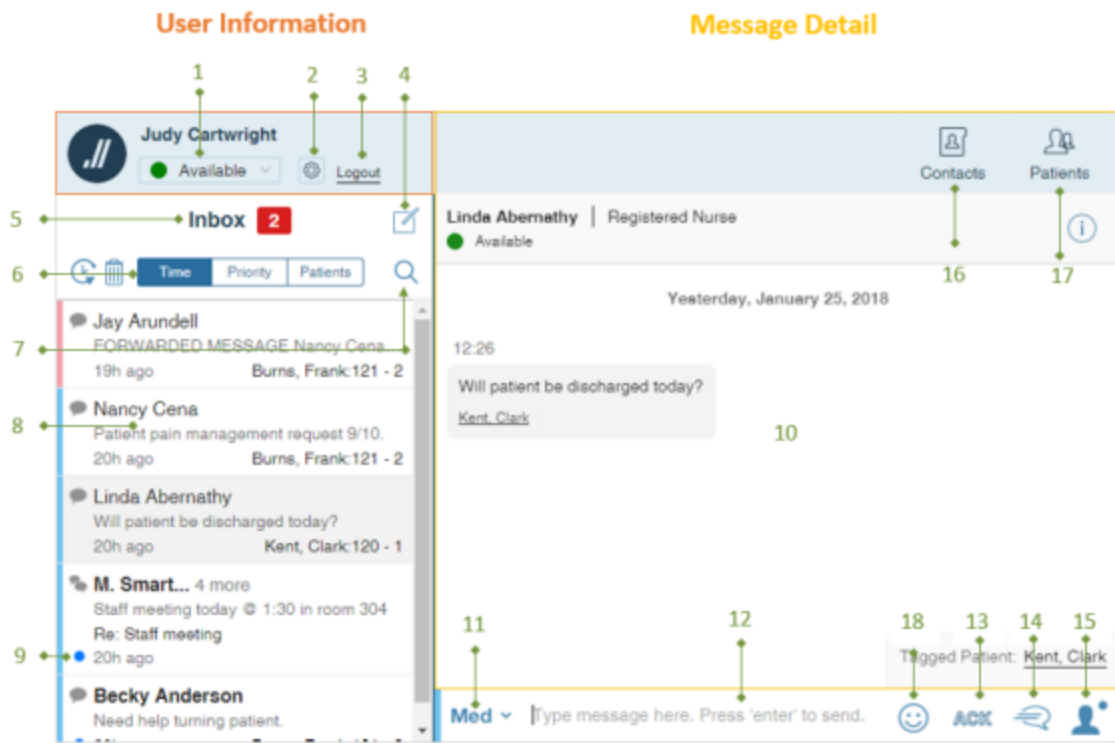 User Information
Message Detail
1
2
3
4
Judy Cartwright
Available
Logout
Contacts
Patients
5
Inbox 2
Linda Abernathy | Registered Nurse
Available
6
Time Priority Patients
16
17
Yesterday, January 25, 2018
Jay Arundell
7
FORWARDED MESSAGE Nancy Cena...
19h ago Burns, Frank:121 - 2
12:26
Will patient be discharged today?
Kent, Clark
Nancy Cena
8
Patient pain management request 9/10.
20h ago Burns, Frank:121 - 2
10
Linda Abernathy
Will patient be discharged today?
20h ago Kent, Clark:120 - 1
M. Smart... 4 more
Staff meeting today @ 1:30 in room 304
Re: Staff meeting
9
20h ago
11
12
18
13
14
15
Tagged Patient: Kent, Clark
Becky Anderson
Need help turning patient.
Med
Type message here. Press 'enter' to send.
ACK